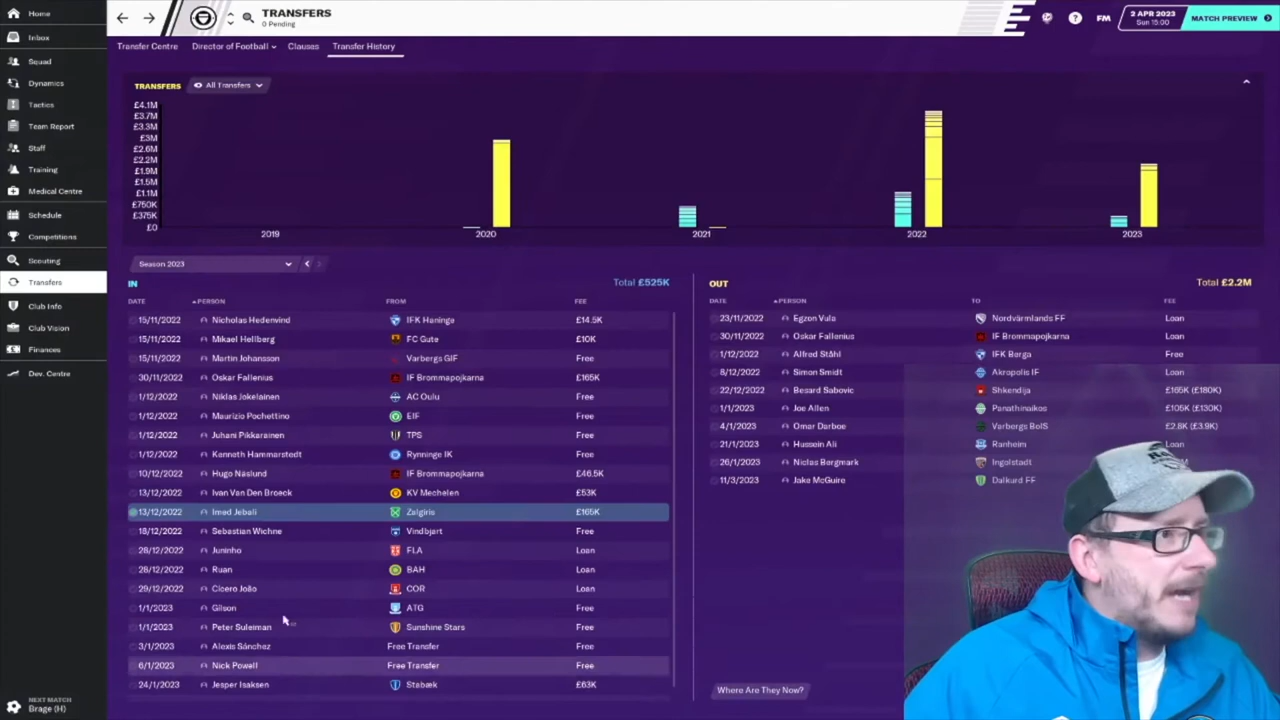 Home
Inbox
Squad
Dynamics
Tactics
Team Report
Staff
Training
Medical Centre
Schedule
Competitions
Scouting
Transfers
Club Info
Club Vision
Finances
Dev. Centre
NEXT MATCH
Brage (H)
TRANSFERS
0 Pending
FM
2 APR 2023
Sun 15:00
MATCH PREVIEW
Transfer Centre Director of Football Clauses Transfer History
TRANSFERS All Transfers
£4.1M
£3.7M
£3.3M
£3M
£2.6M
£2.2M
£1.9M
£1.5M
£1.1M
£750K
£375K
£0
2019 2020 2021 2022 2023
Season 2023
IN Total £525K
DATE PERSON FROM FEE
15/11/2022 Nicholas Hedenvind IFK Haninge £14.5K
15/11/2022 Mikael Hellberg FC Gute £10K
15/11/2022 Martin Johansson Varbergs GIF Free
30/11/2022 Oskar Fallenius IF Brommapojkarna £165K
1/12/2022 Niklas Jokelainen AC Oulu Free
1/12/2022 Maurizio Pochettino EIF Free
1/12/2022 Juhani Pikkarainen TPS Free
1/12/2022 Kenneth Hammarstedt Rynninge IK Free
10/12/2022 Hugo Näslund IF Brommapojkarna £46.5K
13/12/2022 Ivan Van Den Broeck KV Mechelen £53K
13/12/2022 Imed Jebali Zalgiris £165K
18/12/2022 Sebastian Wichne Vindbjart Free
28/12/2022 Juninho FLA Loan
28/12/2022 Ruan BAH Loan
29/12/2022 Cícero João COR Loan
1/1/2023 Gilson ATG Free
1/1/2023 Peter Suleiman Sunshine Stars Free
3/1/2023 Alexis Sánchez Free Transfer Free
6/1/2023 Nick Powell Free Transfer Free
24/1/2023 Jesper Isaksen Stabæk £63K
OUT Total £2.2M
DATE PERSON TO FEE
23/11/2022 Egzon Vula Nordvärmlands FF Loan
30/11/2022 Oskar Fallenius IF Brommapojkarna Loan
1/12/2022 Alfred Ståhl IFK Berga Free
8/12/2022 Simon Smidt Akropolis IF Loan
22/12/2022 Besard Sabovic Shkendija £165K (£180K)
1/1/2023 Joe Allen Panathinaikos £105K (£130K)
4/1/2023 Omar Darboe Varbergs BoIS £2.8K (£3.9K)
21/1/2023 Hussein Ali Ranheim Loan
26/1/2023 Niclas Bergmark Ingolstadt
11/3/2023 Jake McGuire Dalkurd FF
Where Are They Now?